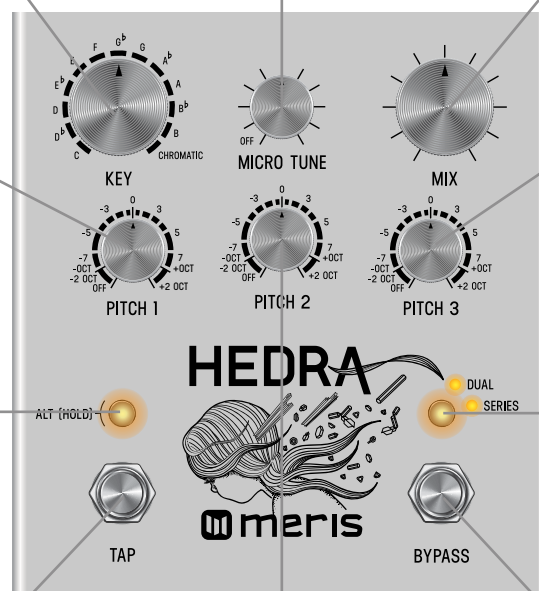 C
D♭
D
E♭
E
F
G♭
G
A♭
A
B♭
B
CHROMATIC
KEY
OFF
MICRO TUNE
MIX
OFF
-2 OCT
-OCT
-7
-5
-3
0
3
5
7
+OCT
+2 OCT
PITCH 1
OFF
-2 OCT
-OCT
-7
-5
-3
0
3
5
7
+OCT
+2 OCT
PITCH 2
OFF
-2 OCT
-OCT
-7
-5
-3
0
3
5
7
+OCT
+2 OCT
PITCH 3
HEDRA
DUAL
SERIES
ALT (HOLD)
meris
TAP
BYPASS